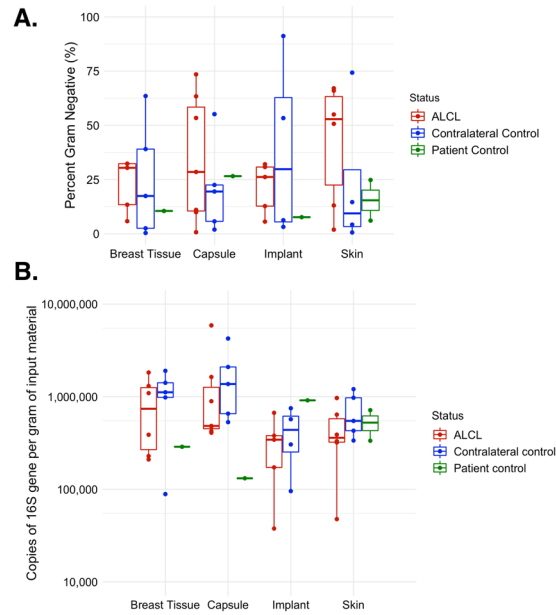 A.
Percent Gram Negative (%)
100
75
50
25
0
Breast Tissue Capsule Implant Skin
Status
ALCL
Contralateral Control
Patient Control
B.
Copies of 16S gene per gram of input material
10,000,000
1,000,000
100,000
10,000
Breast Tissue Capsule Implant Skin
Status
ALCL
Contralateral control
Patient control